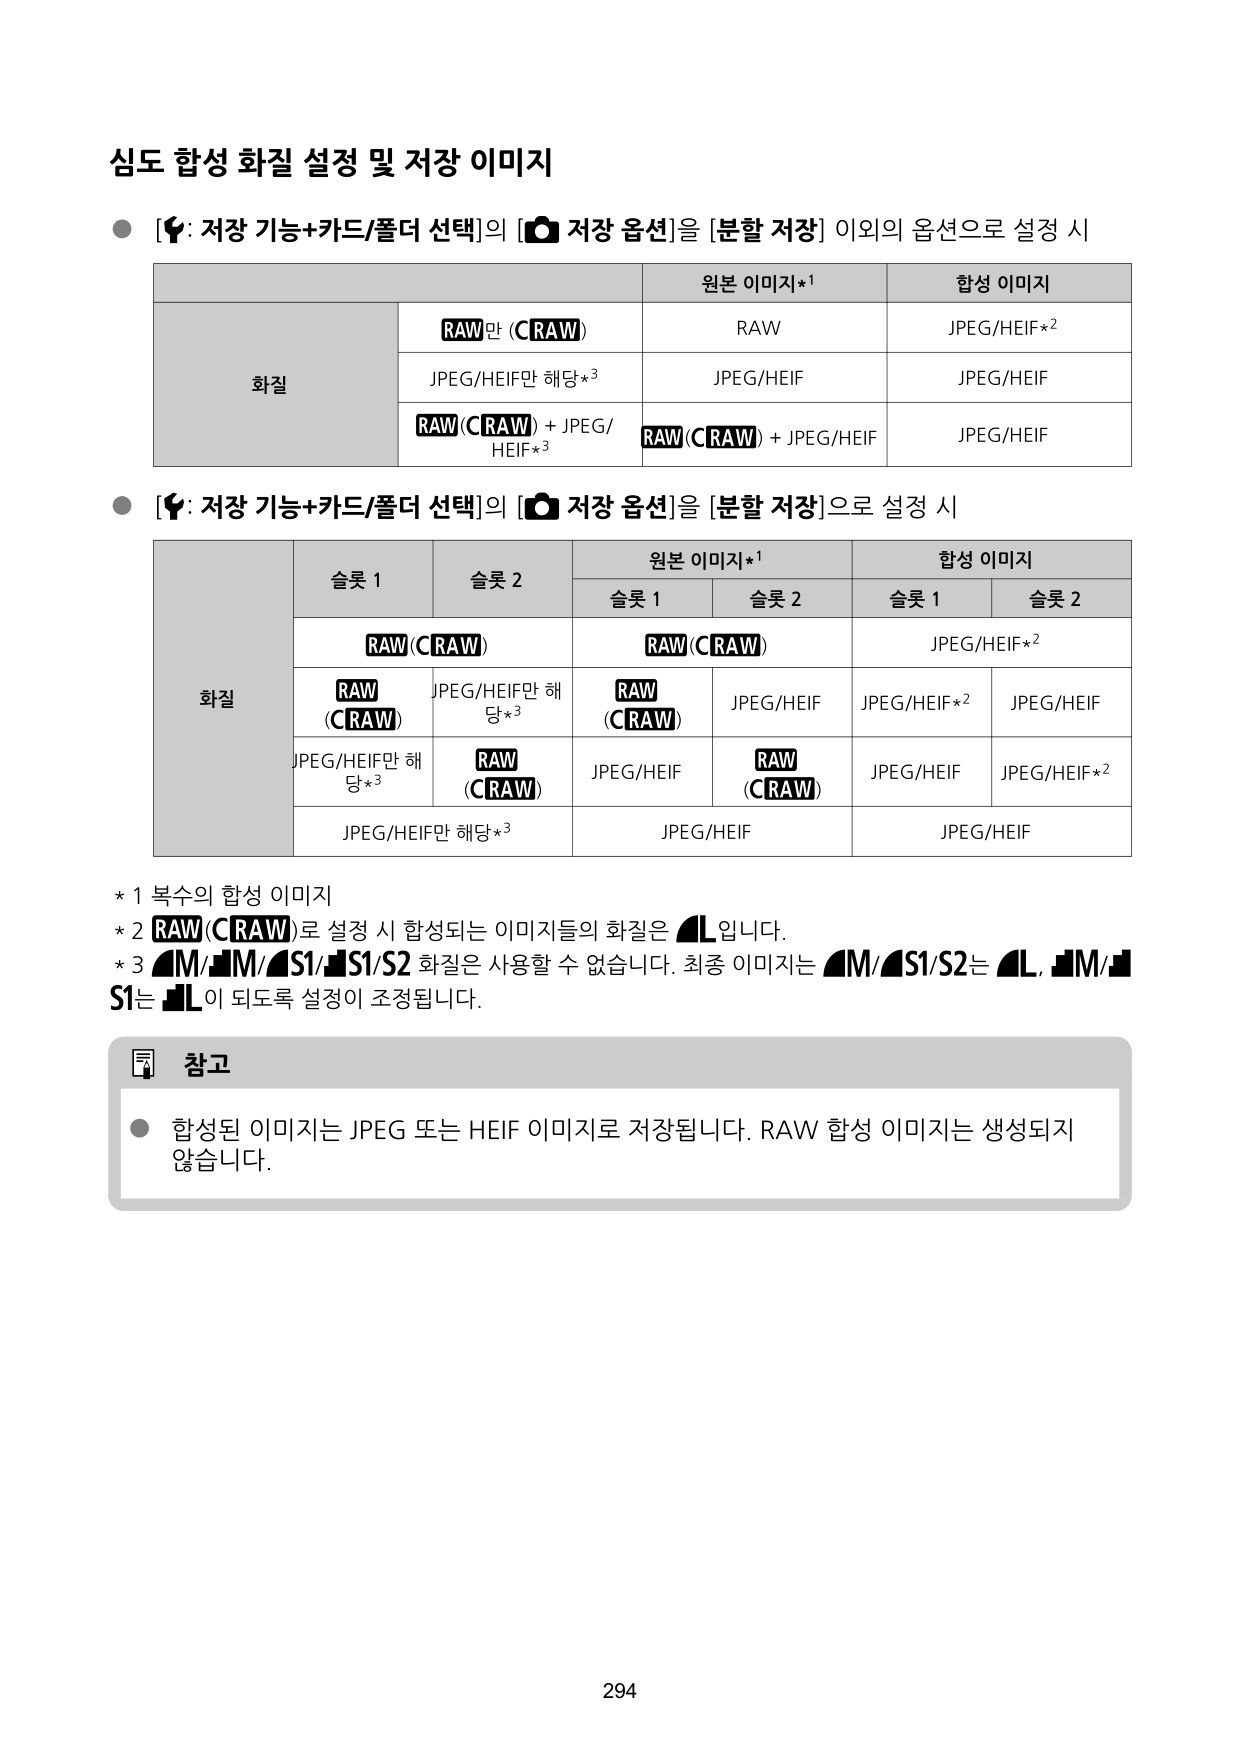 심도 합성 화질 설정 및 저장 이미지
● [: 저장 기능+카드/폴더 선택]의 [ 저장 옵션]을 [분할 저장] 이외의 옵션으로 설정 시
원본 이미지*1 합성 이미지
화질
RAW만 (CRAW) RAW JPEG/HEIF*2
JPEG/HEIF만 해당*3 JPEG/HEIF JPEG/HEIF
RAW(CRAW) + JPEG/
HEIF*3
RAW(CRAW) + JPEG/HEIF JPEG/HEIF
● [: 저장 기능+카드/폴더 선택]의 [ 저장 옵션]을 [분할 저장]으로 설정 시
화질
슬롯 1 슬롯 2 원본 이미지*1 합성 이미지
슬롯 1 슬롯 2 슬롯 1 슬롯 2
RAW(CRAW) RAW(CRAW) JPEG/HEIF*2
RAW
(CRAW)
JPEG/HEIF만 해
당*3
RAW
(CRAW)
JPEG/HEIF JPEG/HEIF*2 JPEG/HEIF
JPEG/HEIF만 해
당*3
RAW
(CRAW)
JPEG/HEIF
RAW
(CRAW)
JPEG/HEIF JPEG/HEIF*2
JPEG/HEIF만 해당*3 JPEG/HEIF JPEG/HEIF
* 1 복수의 합성 이미지
* 2 RAW(CRAW)로 설정 시 합성되는 이미지들의 화질은 L입니다.
* 3 M/M/S1/S1/S2 화질은 사용할 수 없습니다. 최종 이미지는 M/S1/S2는 L, M/
S1는 L이 되도록 설정이 조정됩니다.
참고
● 합성된 이미지는 JPEG 또는 HEIF 이미지로 저장됩니다. RAW 합성 이미지는 생성되지
않습니다.
294